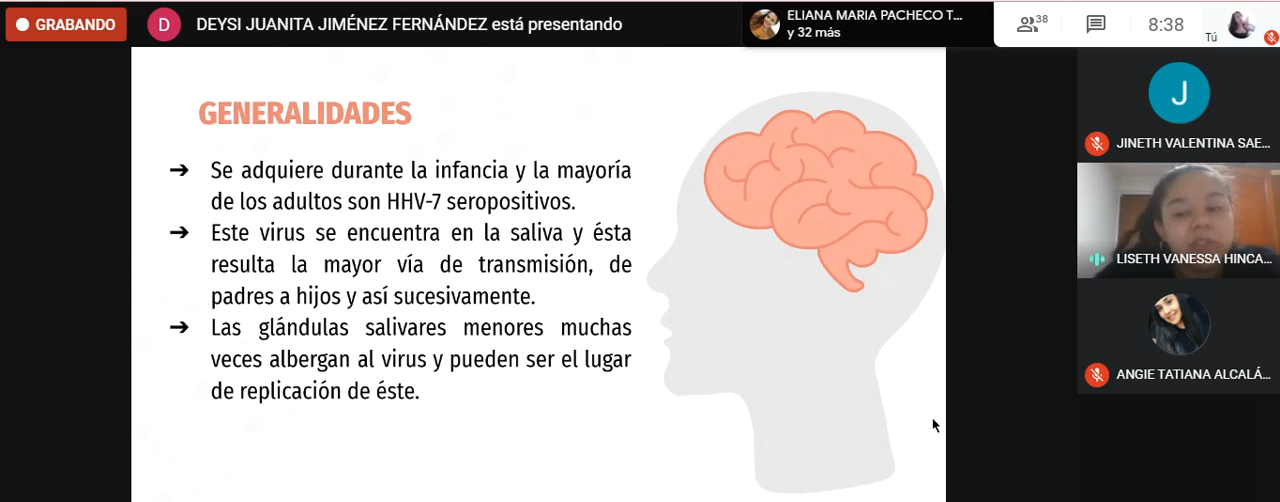 GRABANDO
D
DEYSI JUANITA JIMÉNEZ FERNÁNDEZ está presentando
ELIANA MARIA PACHECO T...
y 32 más
38
8:38
Tú
GENERALIDADES
➔ Se adquiere durante la infancia y la mayoría
de los adultos son HHV-7 seropositivos.
➔ Este virus se encuentra en la saliva y ésta
resulta la mayor vía de transmisión, de
padres a hijos y así sucesivamente.
➔ Las glándulas salivares menores muchas
veces albergan al virus y pueden ser el lugar
de replicación de éste.
J
JINETH VALENTINA SAE...
LISETH VANESSA HINCA...
ANGIE TATIANA ALCALÁ...